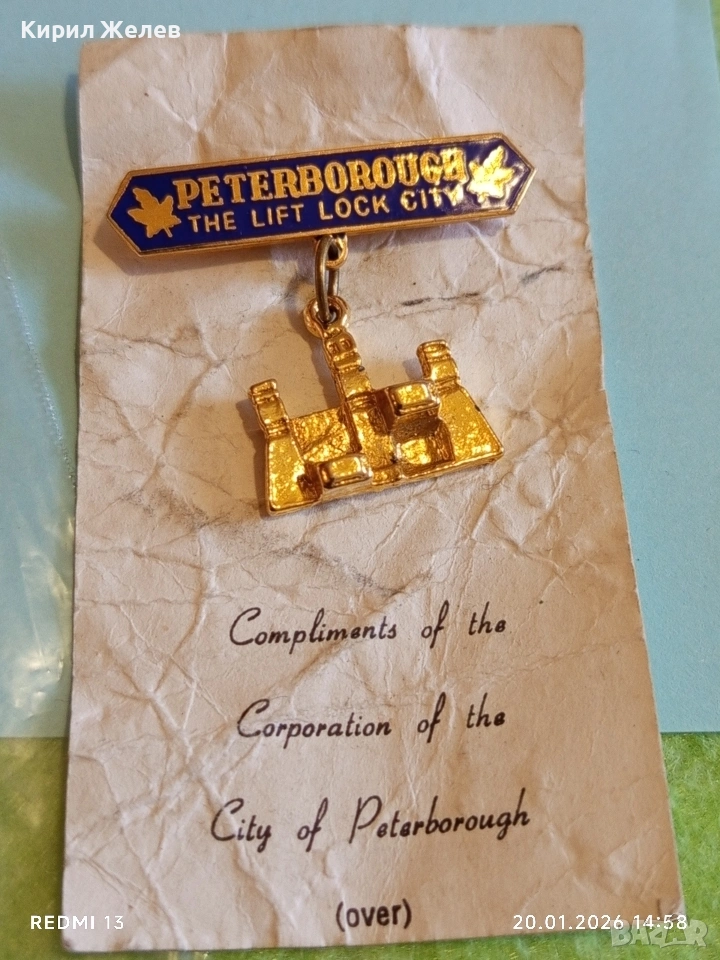 Кирил Желев
PETERBOROUGH
THE LIFT LOCK CITY
Compliments of the
Corporation of the
City of Peterborough
(over)
REDMI 13
20.01.2026 14:58
BAZAR